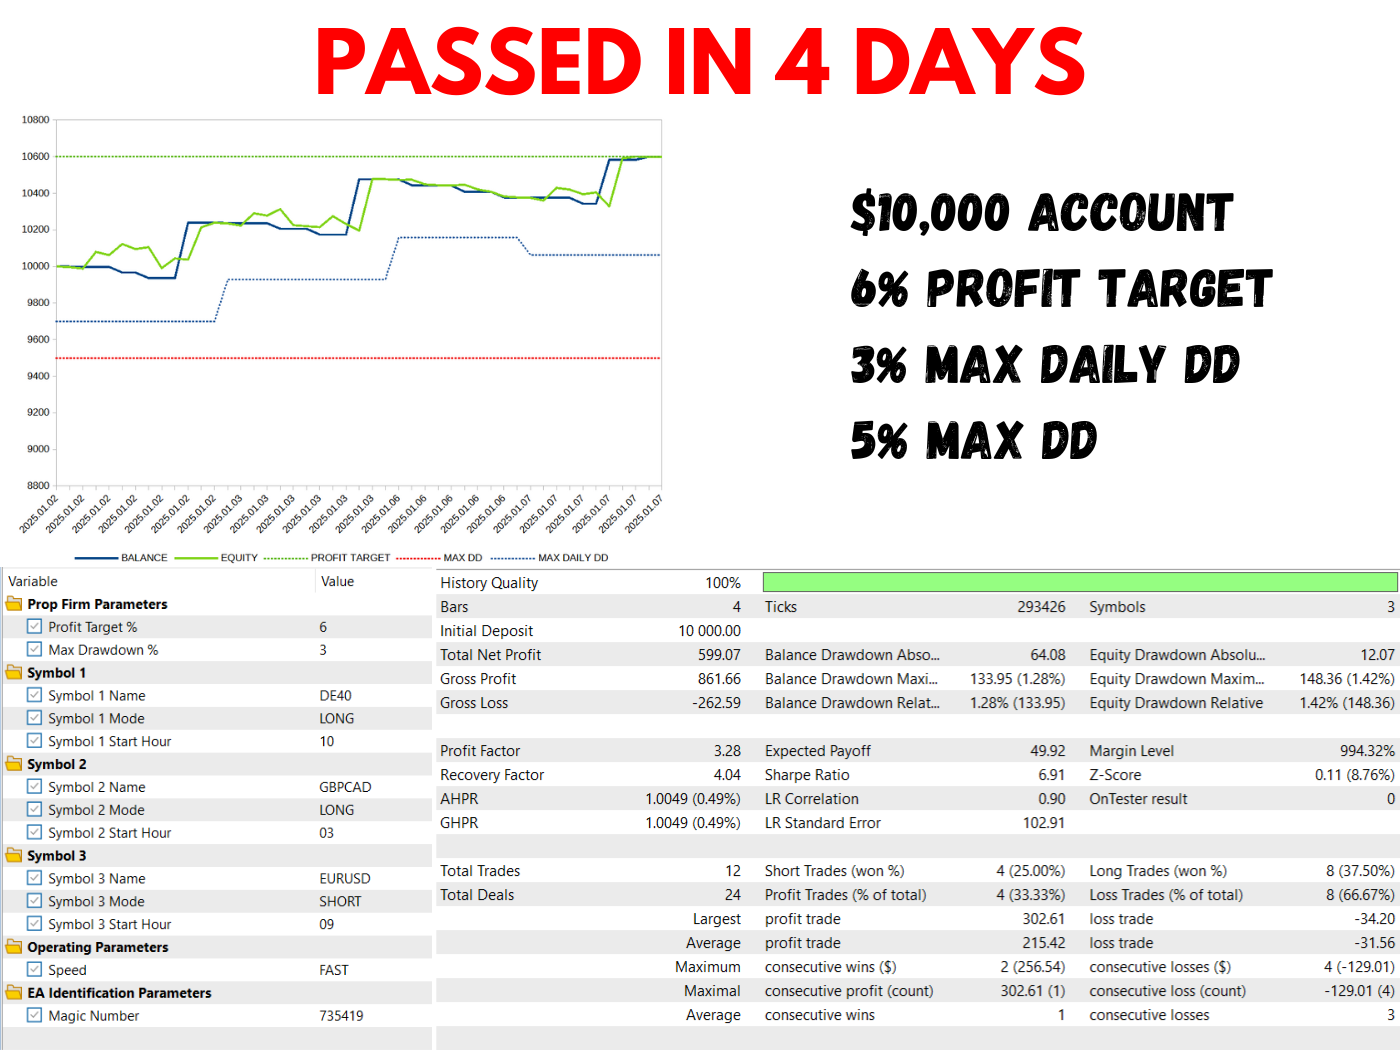 PASSED IN 4 DAYS
10800
10600
10400
10200
10000
9800
9600
9400
9200
9000
8800
2025.01.02
2025.01.02
2025.01.02
2025.01.02
2025.01.02
2025.01.02
2025.01.02
2025.01.03
2025.01.03
2025.01.03
2025.01.03
2025.01.03
2025.01.03
2025.01.06
2025.01.06
2025.01.06
2025.01.06
2025.01.06
2025.01.07
2025.01.07
2025.01.07
2025.01.07
2025.01.07
2025.01.07
BALANCE EQUITY PROFIT TARGET MAX DD MAX DAILY DD
$10,000 ACCOUNT
6% PROFIT TARGET
3% MAX DAILY DD
5% MAX DD
Variable Value
Prop Firm Parameters
Profit Target % 6
Max Drawdown % 3
Symbol 1
Symbol 1 Name DE40
Symbol 1 Mode LONG
Symbol 1 Start Hour 10
Symbol 2
Symbol 2 Name GBPCAD
Symbol 2 Mode LONG
Symbol 2 Start Hour 03
Symbol 3
Symbol 3 Name EURUSD
Symbol 3 Mode SHORT
Symbol 3 Start Hour 09
Operating Parameters
Speed FAST
EA Identification Parameters
Magic Number 735419
History Quality 100%
Bars 4 Ticks 293426 Symbols 3
Initial Deposit 10 000.00
Total Net Profit 599.07 Balance Drawdown Abso... 64.08 Equity Drawdown Absolu... 12.07
Gross Profit 861.66 Balance Drawdown Maxi... 133.95 (1.28%) Equity Drawdown Maxim... 148.36 (1.42%)
Gross Loss -262.59 Balance Drawdown Relat... 1.28% (133.95) Equity Drawdown Relative 1.42% (148.36)
Profit Factor 3.28 Expected Payoff 49.92 Margin Level 994.32%
Recovery Factor 4.04 Sharpe Ratio 6.91 Z-Score 0.11 (8.76%)
AHPR 1.0049 (0.49%) LR Correlation 0.90 OnTester result 0
GHPR 1.0049 (0.49%) LR Standard Error 102.91
Total Trades 12 Short Trades (won %) 4 (25.00%) Long Trades (won %) 8 (37.50%)
Total Deals 24 Profit Trades (% of total) 4 (33.33%) Loss Trades (% of total) 8 (66.67%)
Largest profit trade 302.61 loss trade -34.20
Average profit trade 215.42 loss trade -31.56
Maximum consecutive wins ($) 2 (256.54) consecutive losses ($) 4 (-129.01)
Maximal consecutive profit (count) 302.61 (1) consecutive loss (count) -129.01 (4)
Average consecutive wins 1 consecutive losses 3